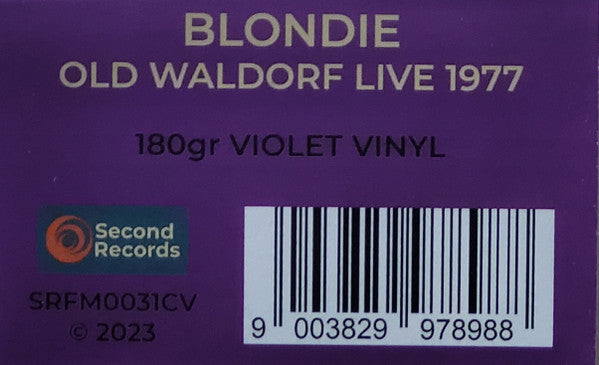 BLONDIE
OLD WALDORF LIVE 1977
180gr VIOLET VINYL
Second
Records
SRFM0031CV
© 2023
9 003829 978988